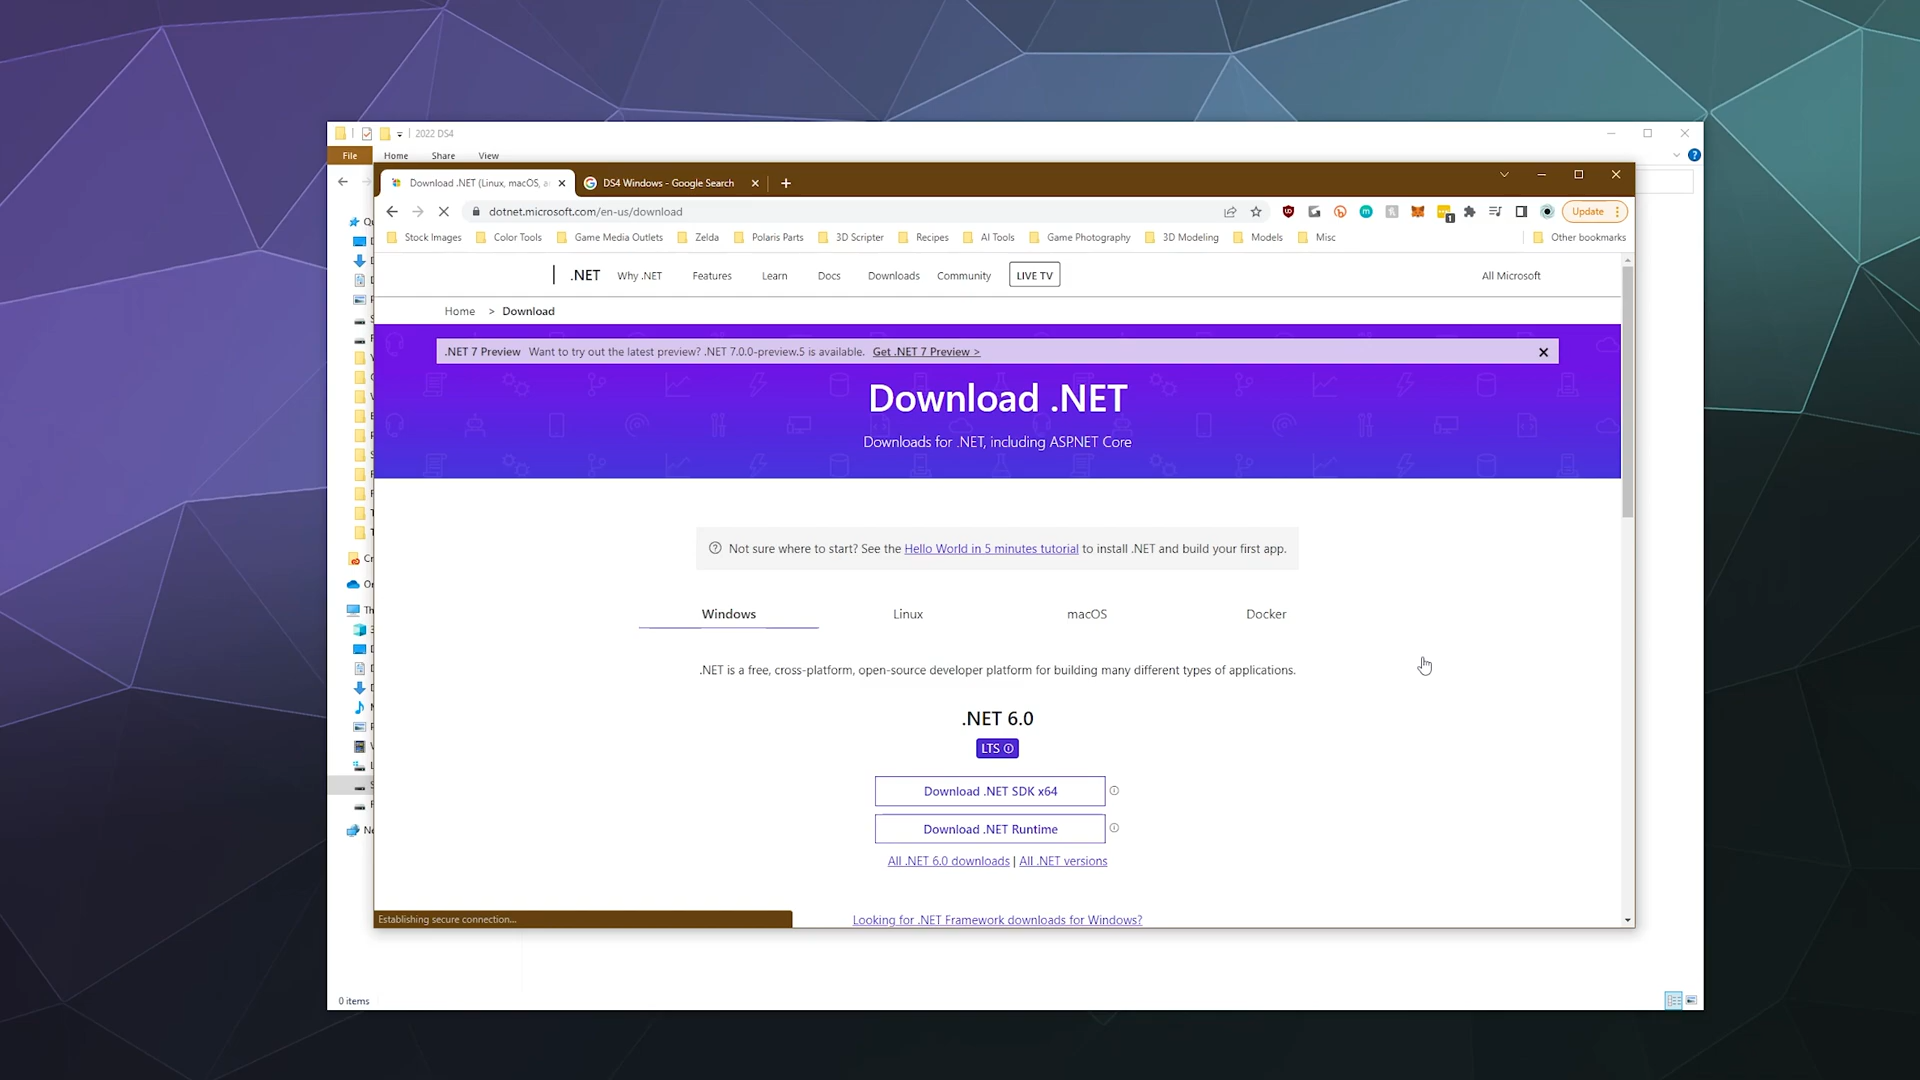 2022 DS4
File Home Share View
Download .NET (Linux, macOS, a
DS4 Windows - Google Search
dotnet.microsoft.com/en-us/download
Update
Stock Images Color Tools Game Media Outlets Zelda Polaris Parts 3D Scripter Recipes AI Tools Game Photography 3D Modeling Models Misc Other bookmarks
.NET Why .NET Features Learn Docs Downloads Community LIVE TV All Microsoft
Home > Download
.NET 7 Preview Want to try out the latest preview? .NET 7.0.0-preview.5 is available. Get .NET 7 Preview >
Download .NET
Downloads for .NET, including ASP.NET Core
Not sure where to start? See the Hello World in 5 minutes tutorial to install .NET and build your first app.
Windows Linux macOS Docker
.NET is a free, cross-platform, open-source developer platform for building many different types of applications.
.NET 6.0
LTS
Download .NET SDK x64
Download .NET Runtime
All .NET 6.0 downloads | All .NET versions
Establishing secure connection...
Looking for .NET Framework downloads for Windows?
0 items